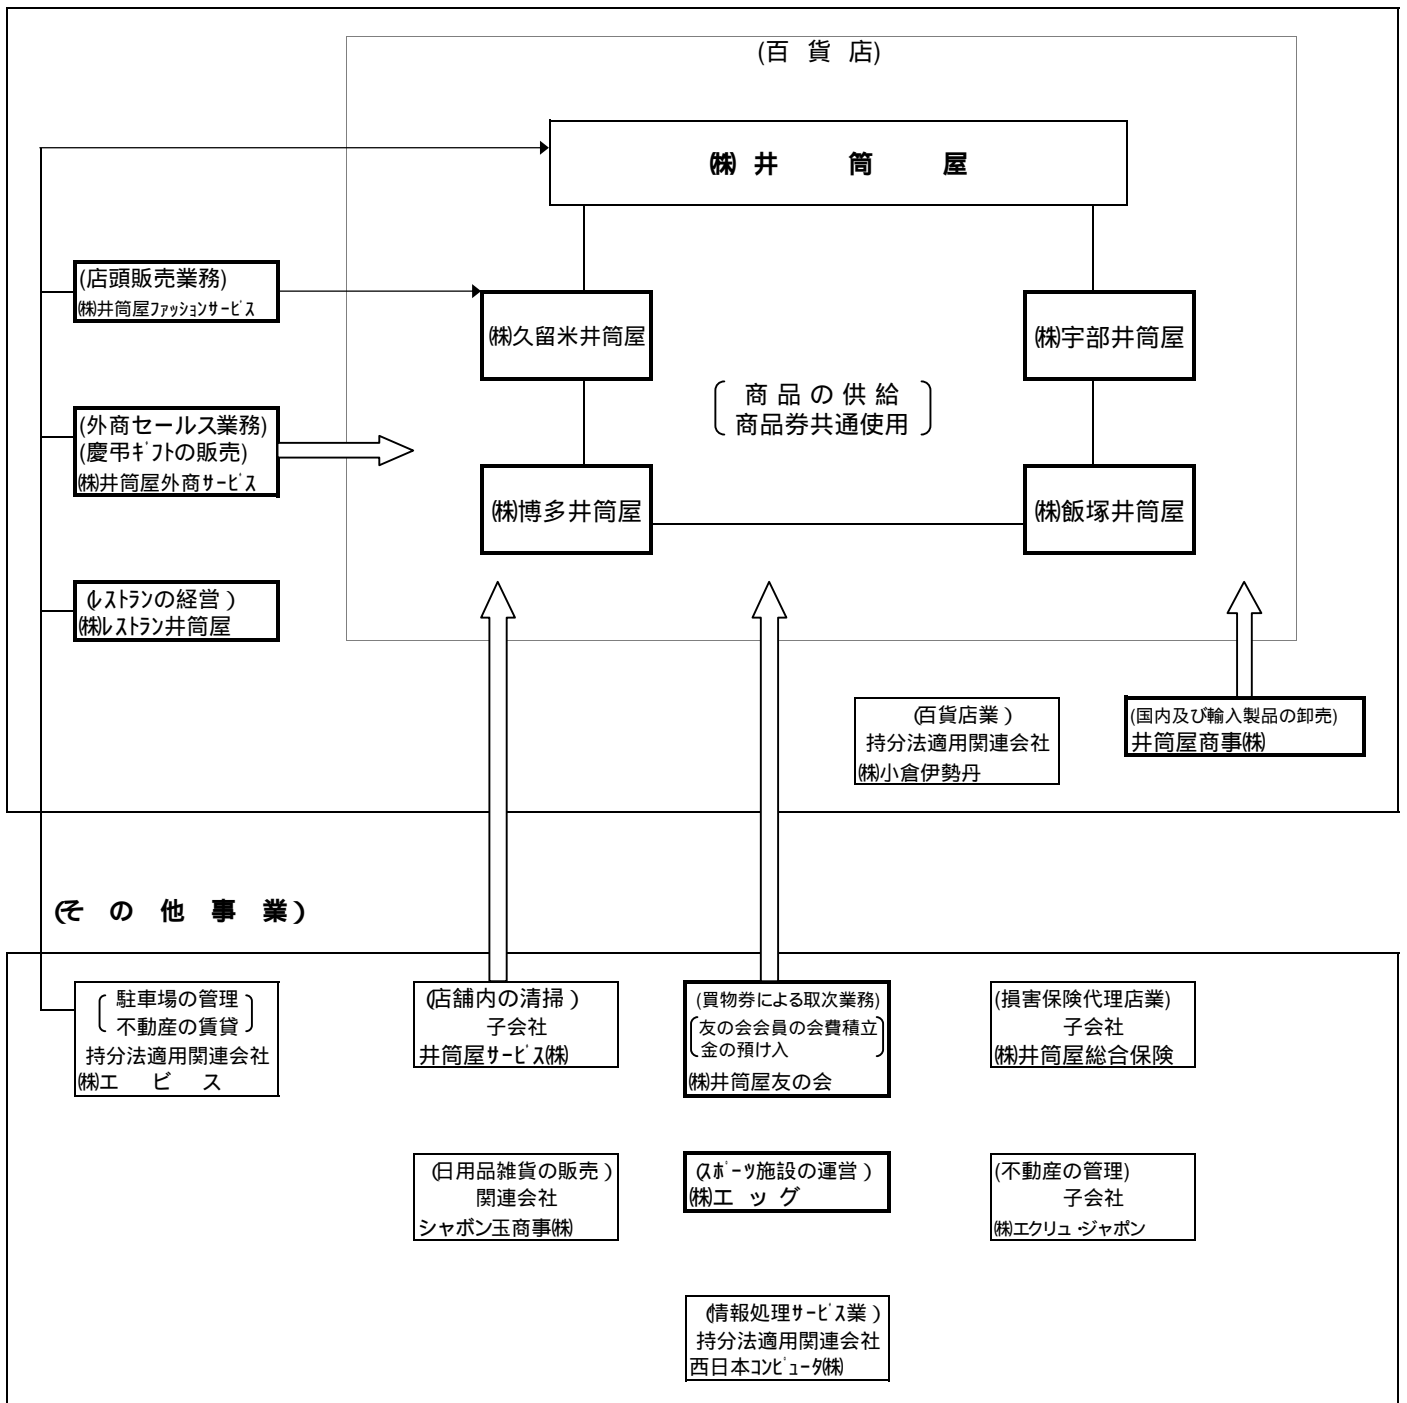 (百 貨 店)
㈱ 井 筒 屋
(店頭販売業務)
㈱井筒屋ﾌｧｯｼｮﾝｻｰﾋﾞｽ
㈱久留米井筒屋
㈱宇部井筒屋
商 品 の 供 給
商品券共通使用
(外商セールス業務)
(慶弔ｷﾞﾌﾄの販売)
㈱井筒屋外商ｻｰﾋﾞｽ
㈱博多井筒屋
㈱飯塚井筒屋
(ﾚｽﾄﾗﾝの経営)
㈱ﾚｽﾄﾗﾝ井筒屋
(百貨店業)
持分法適用関連会社
㈱小倉伊勢丹
(国内及び輸入製品の卸売)
井筒屋商事㈱
(そ の 他 事 業)
駐車場の管理
不動産の賃貸
持分法適用関連会社
㈱エ ビ ス
(店舗内の清掃)
子会社
井筒屋ｻｰﾋﾞｽ㈱
(買物券による取次業務)
友の会会員の会費積立
金の預け入
㈱井筒屋友の会
(損害保険代理店業)
子会社
㈱井筒屋総合保険
(日用品雑貨の販売)
関連会社
シャボン玉商事㈱
(ｽﾎﾟｰﾂ施設の運営)
㈱エ ッ グ
(不動産の管理)
子会社
㈱エクリュ・ジャポン
(情報処理ｻｰﾋﾞｽ業)
持分法適用関連会社
西日本ｺﾝﾋﾟｭｰﾀ㈱